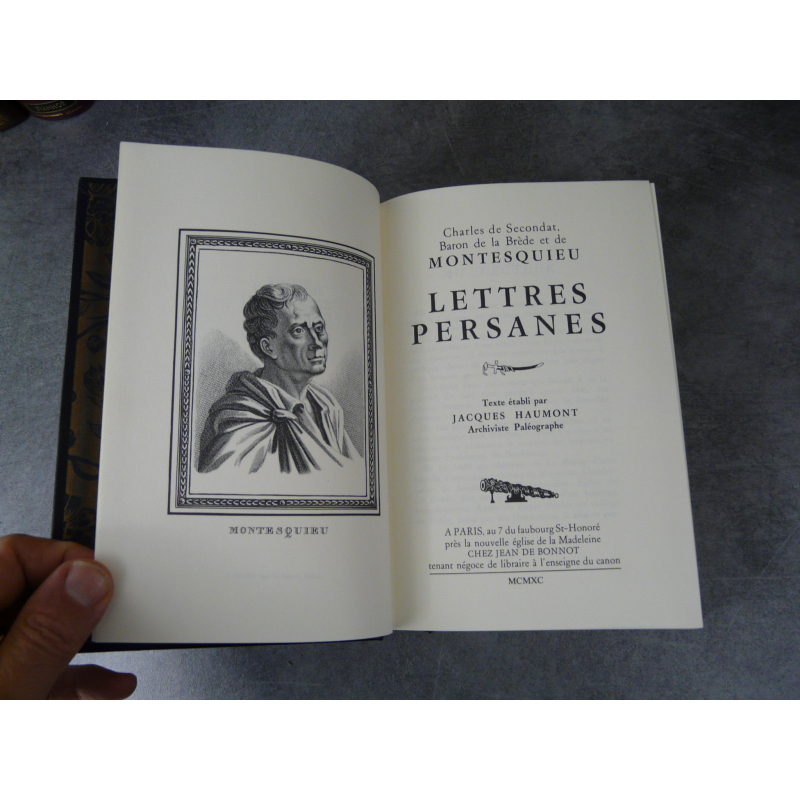 MONTESQUIEU
Charles de Secondat,
Baron de la Brède et de
MONTESQUIEU
LETTRES
PERSANES
Texte établi par
JACQUES HAUMONT
Archiviste Paléographe
A PARIS, au 7 du faubourg St-Honoré
près la nouvelle église de la Madeleine
CHEZ JEAN DE BONNOT
tenant négoce de libraire à l'enseigne du canon
MCMXC